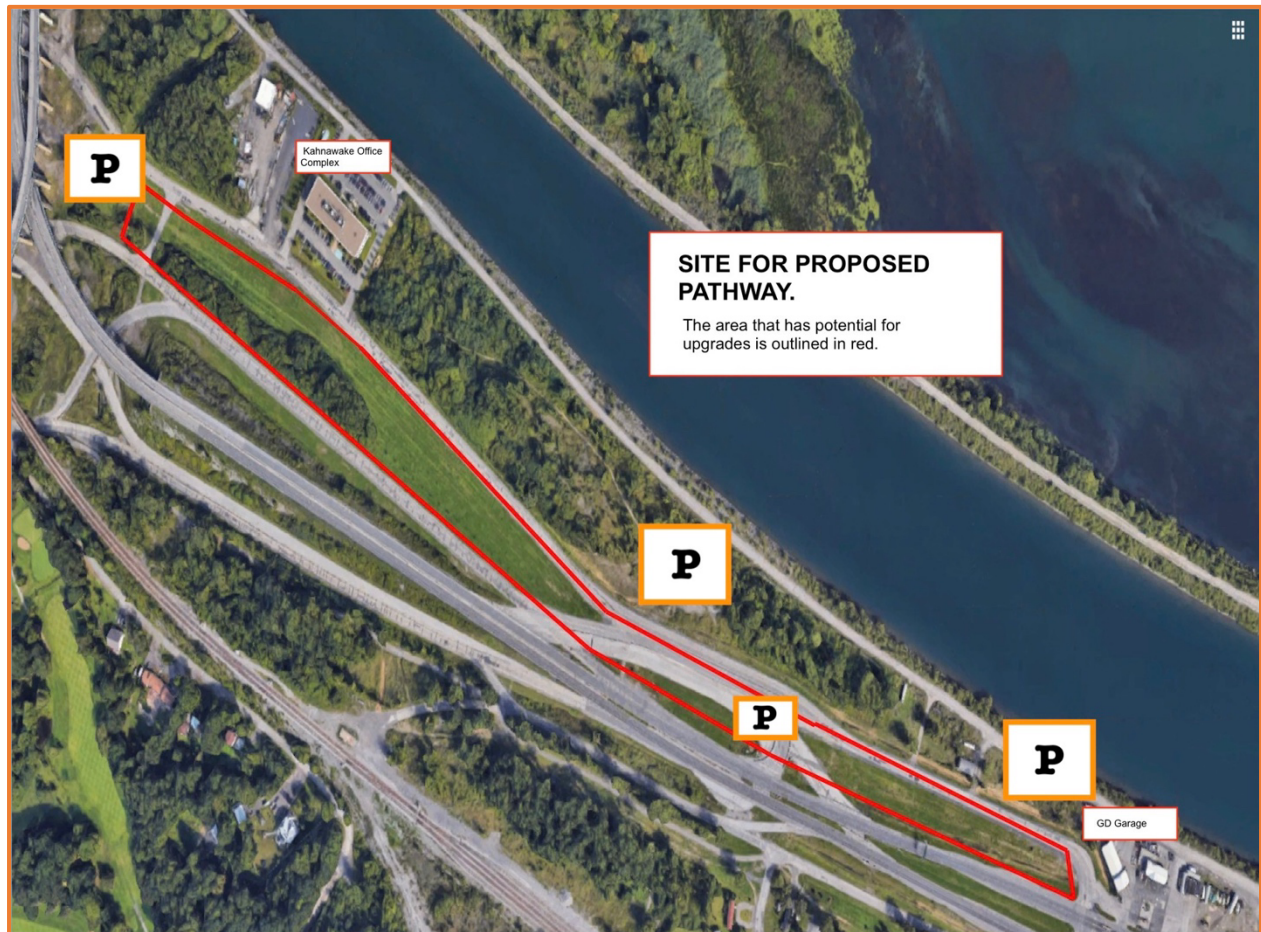 P
Kahnawake Office
Complex
SITE FOR PROPOSED
PATHWAY.
The area that has potential for
upgrades is outlined in red.
P
P
P
GD Garage